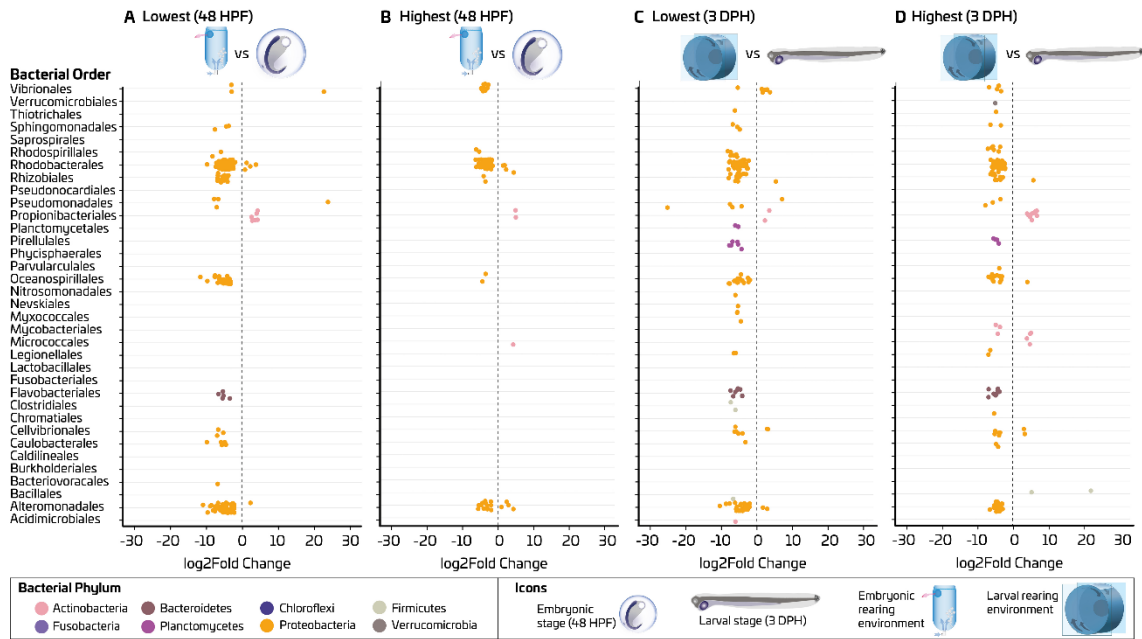 A Lowest (48 HPF)
B Highest (48 HPF)
C Lowest (3 DPH)
D Highest (3 DPH)
vs
vs
vs
vs
Bacterial Order
Vibrionales
Verrucomicrobiales
Thiotrichales
Sphingomonadales
Saprospirales
Rhodospirillales
Rhodobacterales
Rhizobiales
Pseudonocardiales
Pseudomonadales
Propionibacteriales
Planctomycetales
Pirellulales
Phycisphaerales
Parvularculales
Oceanospirillales
Nitrosomonadales
Nevskiales
Myxococcales
Mycobacteriales
Micrococcales
Legionellales
Lactobacillales
Fusobacteriales
Flavobacteriales
Clostridiales
Chromatiales
Cellvibrionales
Caulobacterales
Caldilineales
Burkholderiales
Bacteriovoracales
Bacillales
Alteromonadales
Acidimicrobiales
-30 -20 -10 0 10 20 30
-30 -20 -10 0 10 20 30
-30 -20 -10 0 10 20 30
-30 -20 -10 0 10 20 30
log2Fold Change
log2Fold Change
log2Fold Change
log2Fold Change
Bacterial Phylum
Actinobacteria Bacteroidetes Chloroflexi Firmicutes
Fusobacteria Planctomycetes Proteobacteria Verrucomicrobia
Icons
Embryonic
stage (48 HPF)
Larval stage (3 DPH)
Embryonic
rearing
environment
Larval rearing
environment